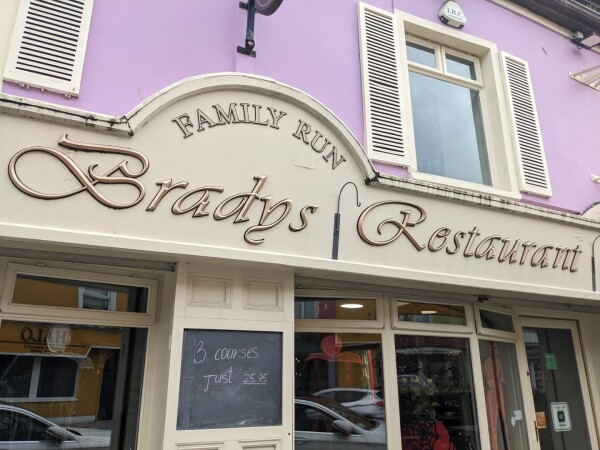 J.B.C
FAMILY RUN
Bradys Restaurant
3 courses
Just 25.95